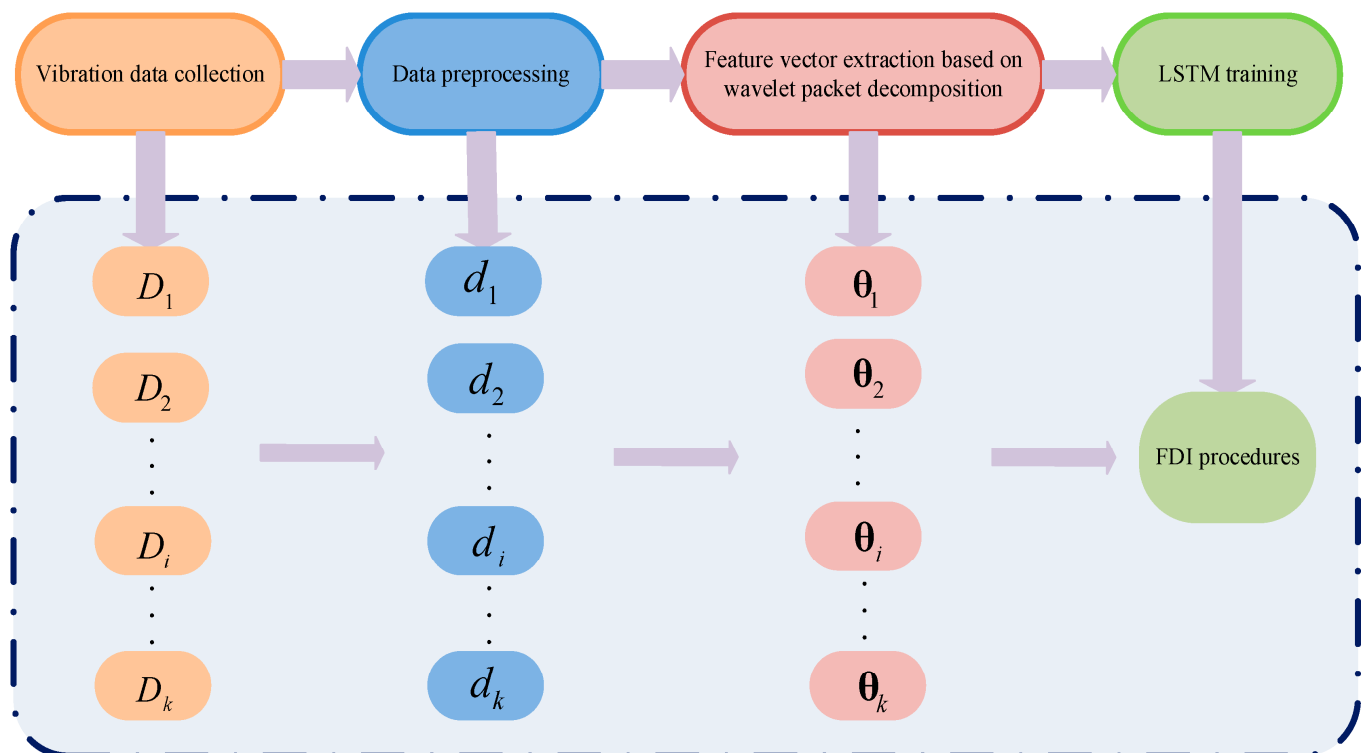 Vibration data collection
Data preprocessing
Feature vector extraction based on
wavelet packet decomposition
LSTM training
D₁
d₁
θ₁
D₂
d₂
θ₂
FDI procedures
Dᵢ
dᵢ
θᵢ
Dₖ
dₖ
θₖ